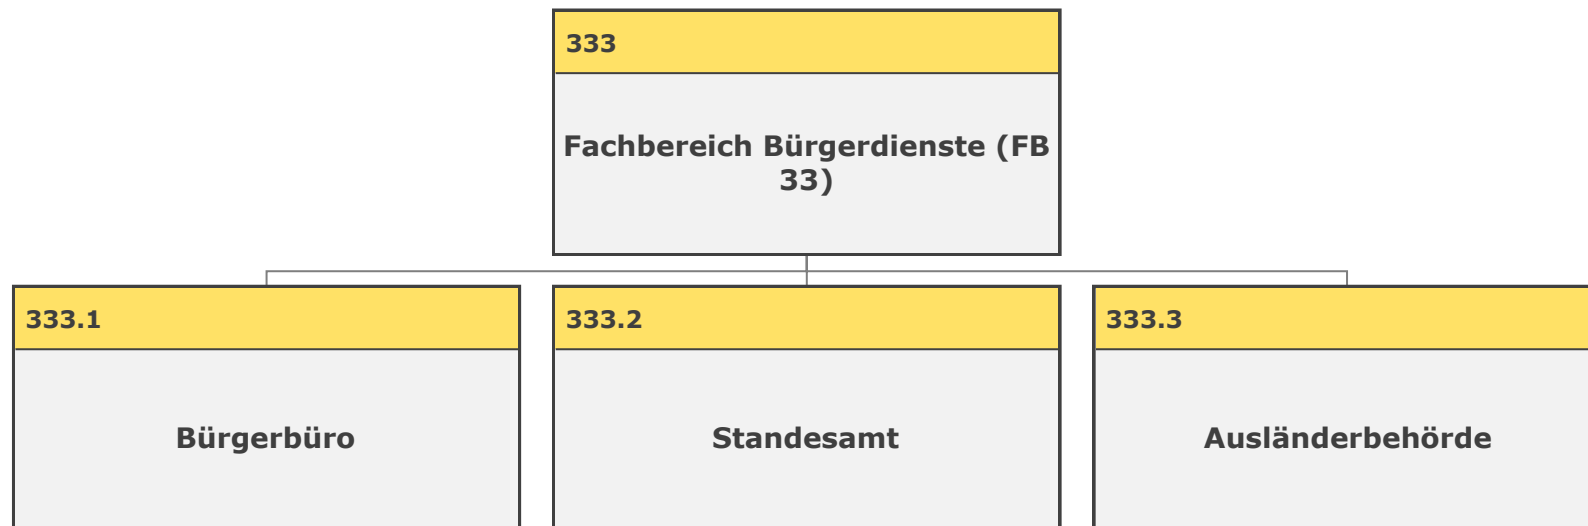 333
Fachbereich Bürgerdienste (FB
33)
333.1
333.2
333.3
Bürgerbüro
Standesamt
Ausländerbehörde